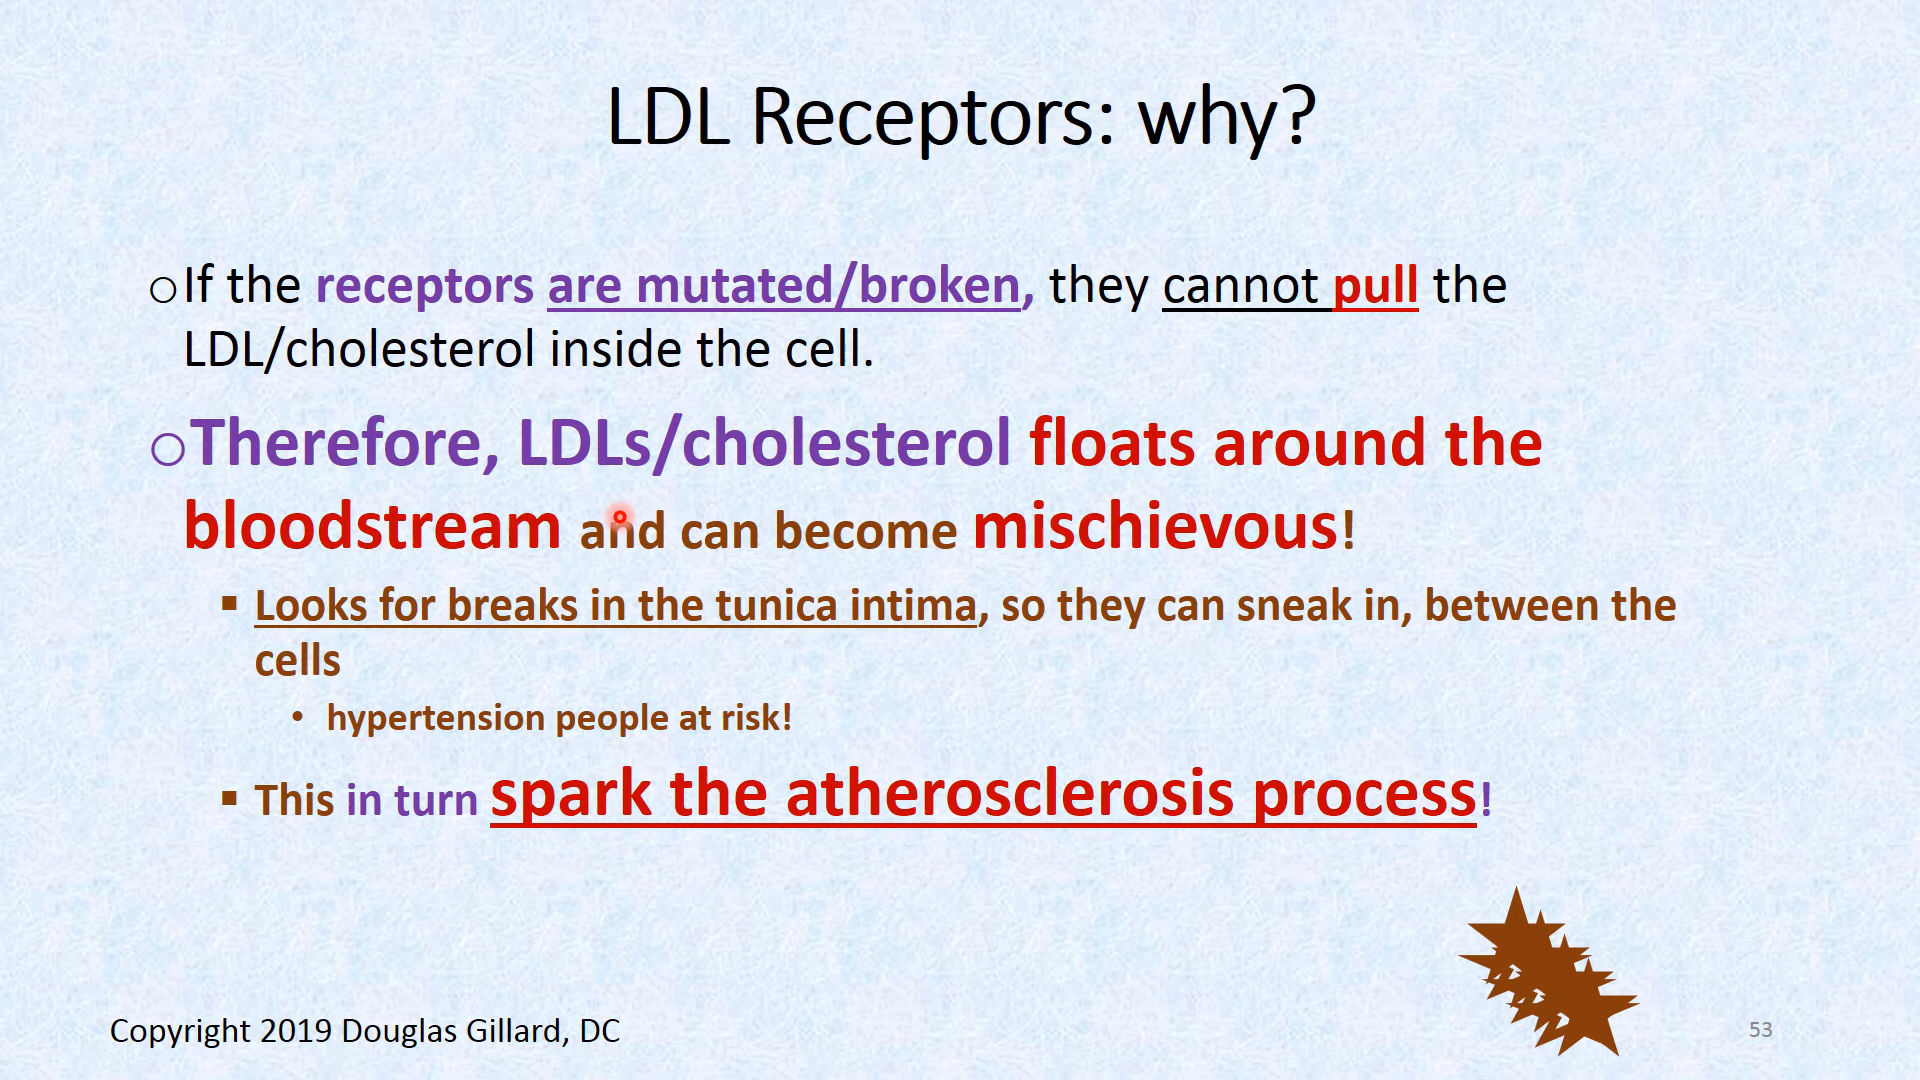 LDL Receptors: why?
If the receptors are mutated/broken, they cannot pull the
LDL/cholesterol inside the cell.
Therefore, LDLs/cholesterol floats around the
bloodstream and can become mischievous!
Looks for breaks in the tunica intima, so they can sneak in, between the
cells
hypertension people at risk!
This in turn spark the atherosclerosis process!
Copyright 2019 Douglas Gillard, DC
53